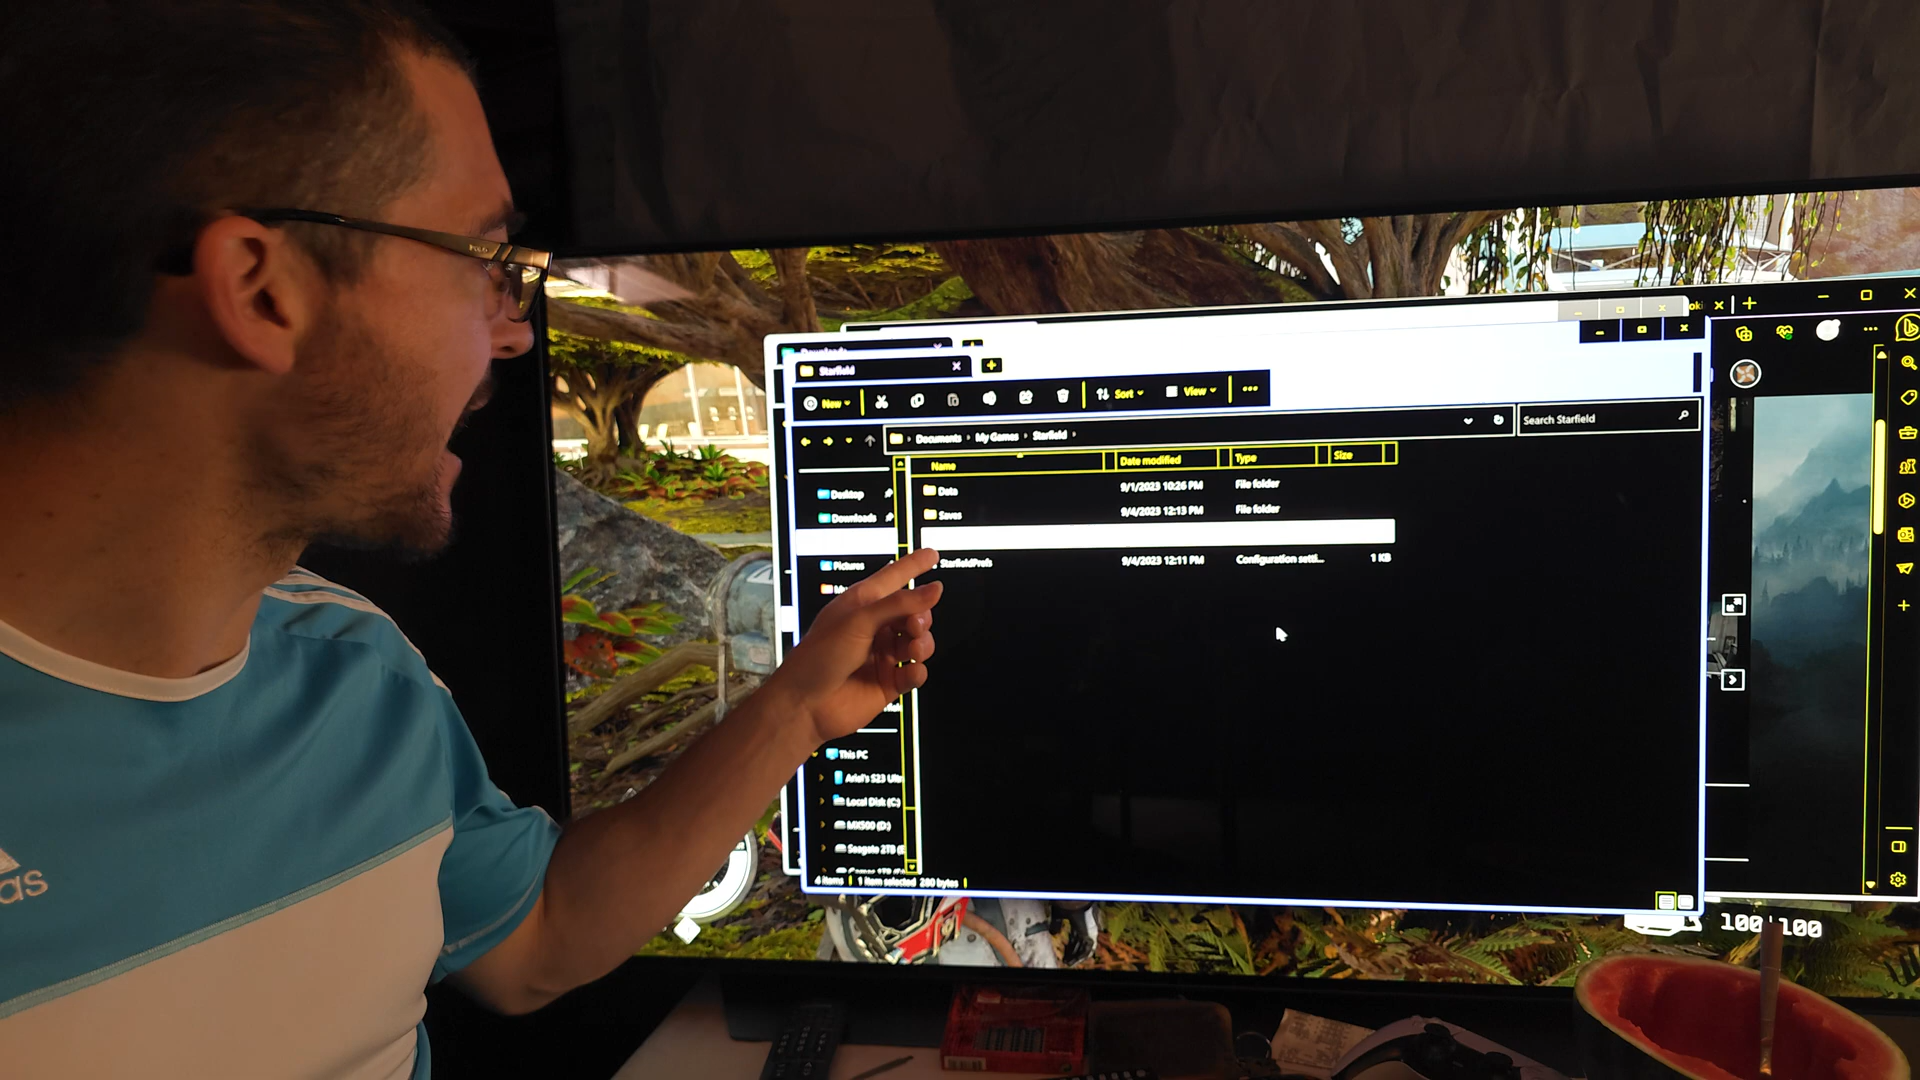 Starfield
New
Sort
View
Documents › My Games › Starfield ›
Search Starfield
Name
Date modified
Type
Size
Desktop
Data
9/1/2023 10:26 PM
File folder
Downloads
Saves
9/4/2023 12:13 PM
File folder
Pictures
StarfieldPrefs
9/4/2023 12:11 PM
Configuration setti...
1 KB
This PC
Ariel's S23 Ultr
Local Disk (C:)
MX500 (D:)
Seagate 2TB (E
4 items
1 item selected 280 bytes
100 100
as